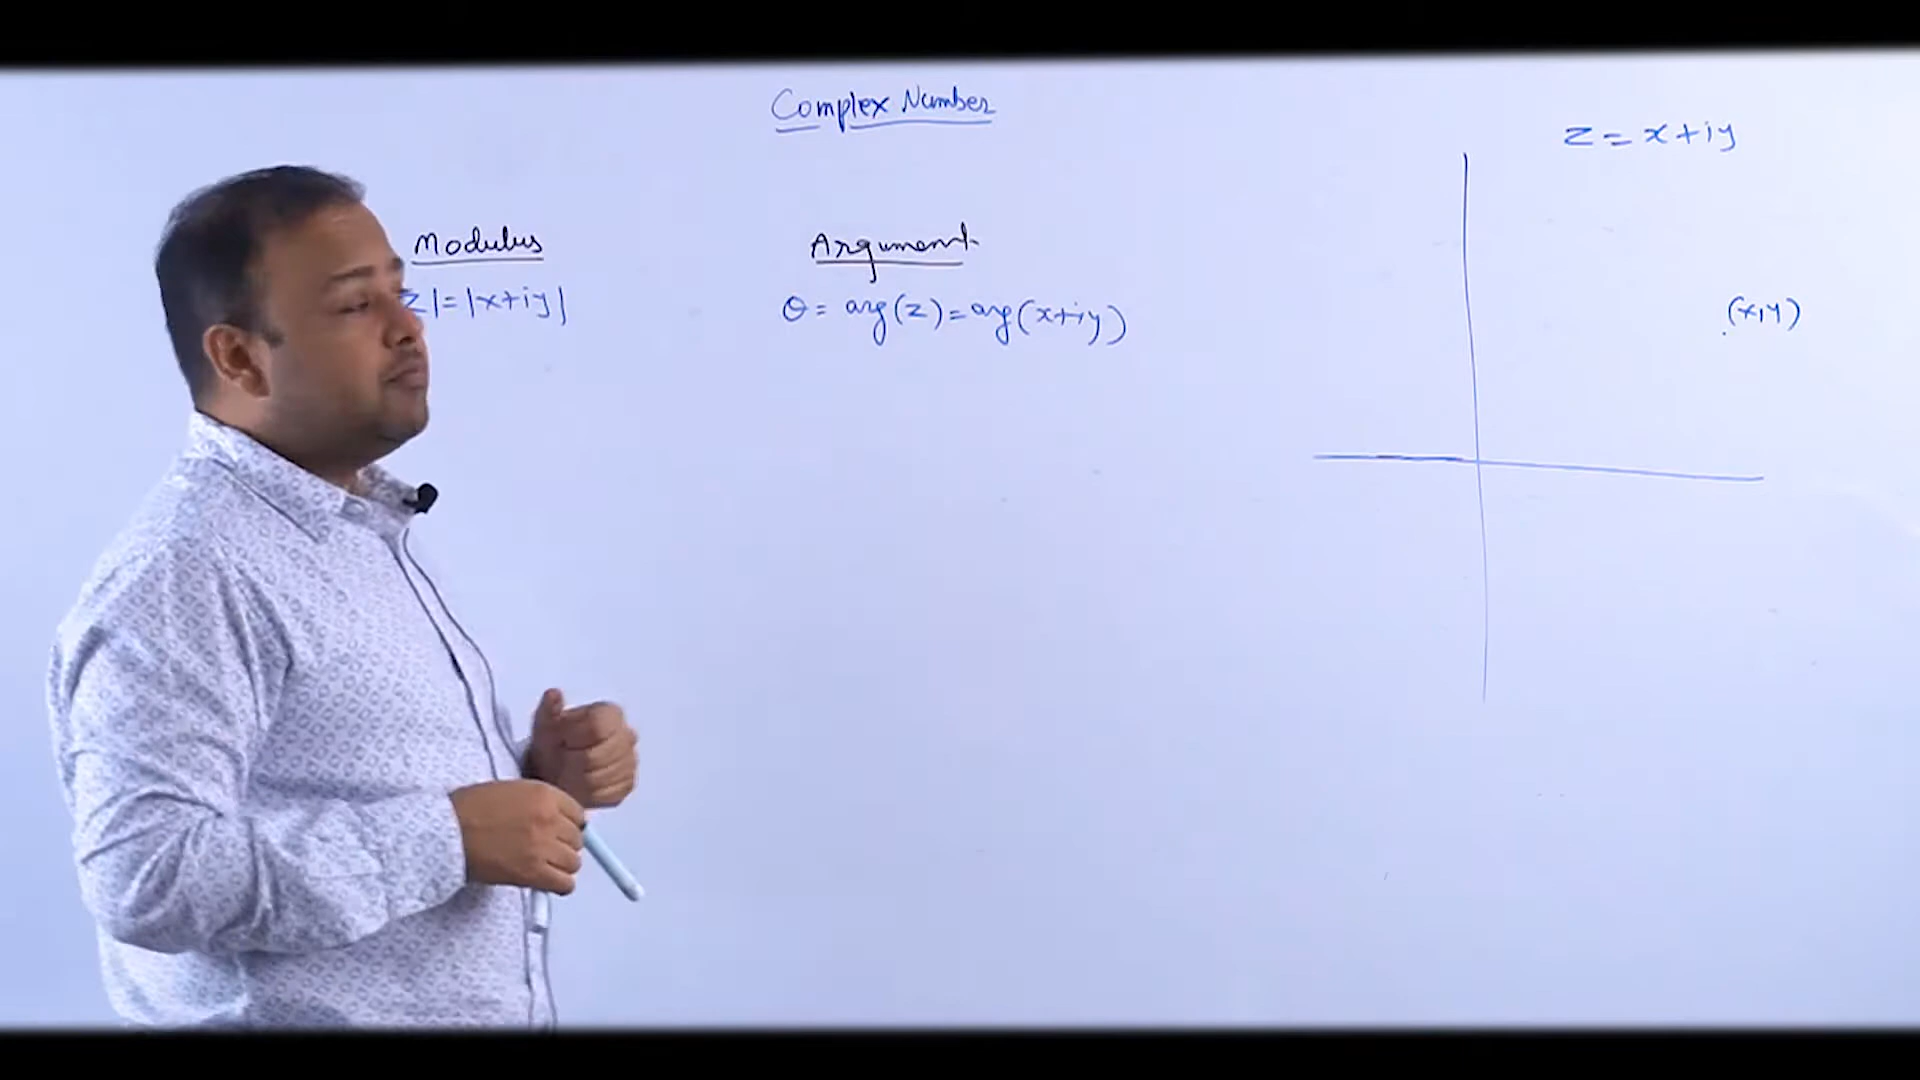 Complex Number
z = x+iy
Modulus
Argument
z|=|x+iy|
θ = arg(z)=arg(x+iy)
(x,y)